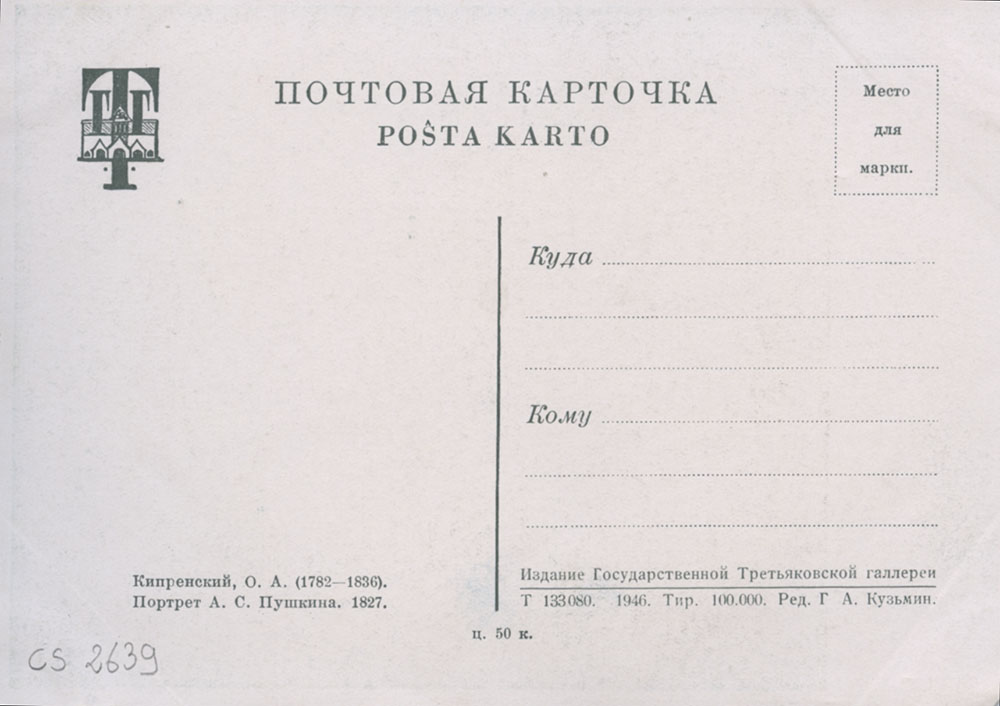 ПОЧТОВАЯ КАРТОЧКА
POŜTA KARTO
Место
для
марки.
Куда
Кому
Кипренский, О. А. (1782—1836).
Портрет А. С. Пушкина. 1827.
Издание Государственной Третьяковской галлереи
Т 133080. 1946. Тир. 100.000. Ред. Г А. Кузьмин.
ц. 50 к.
CS 2639